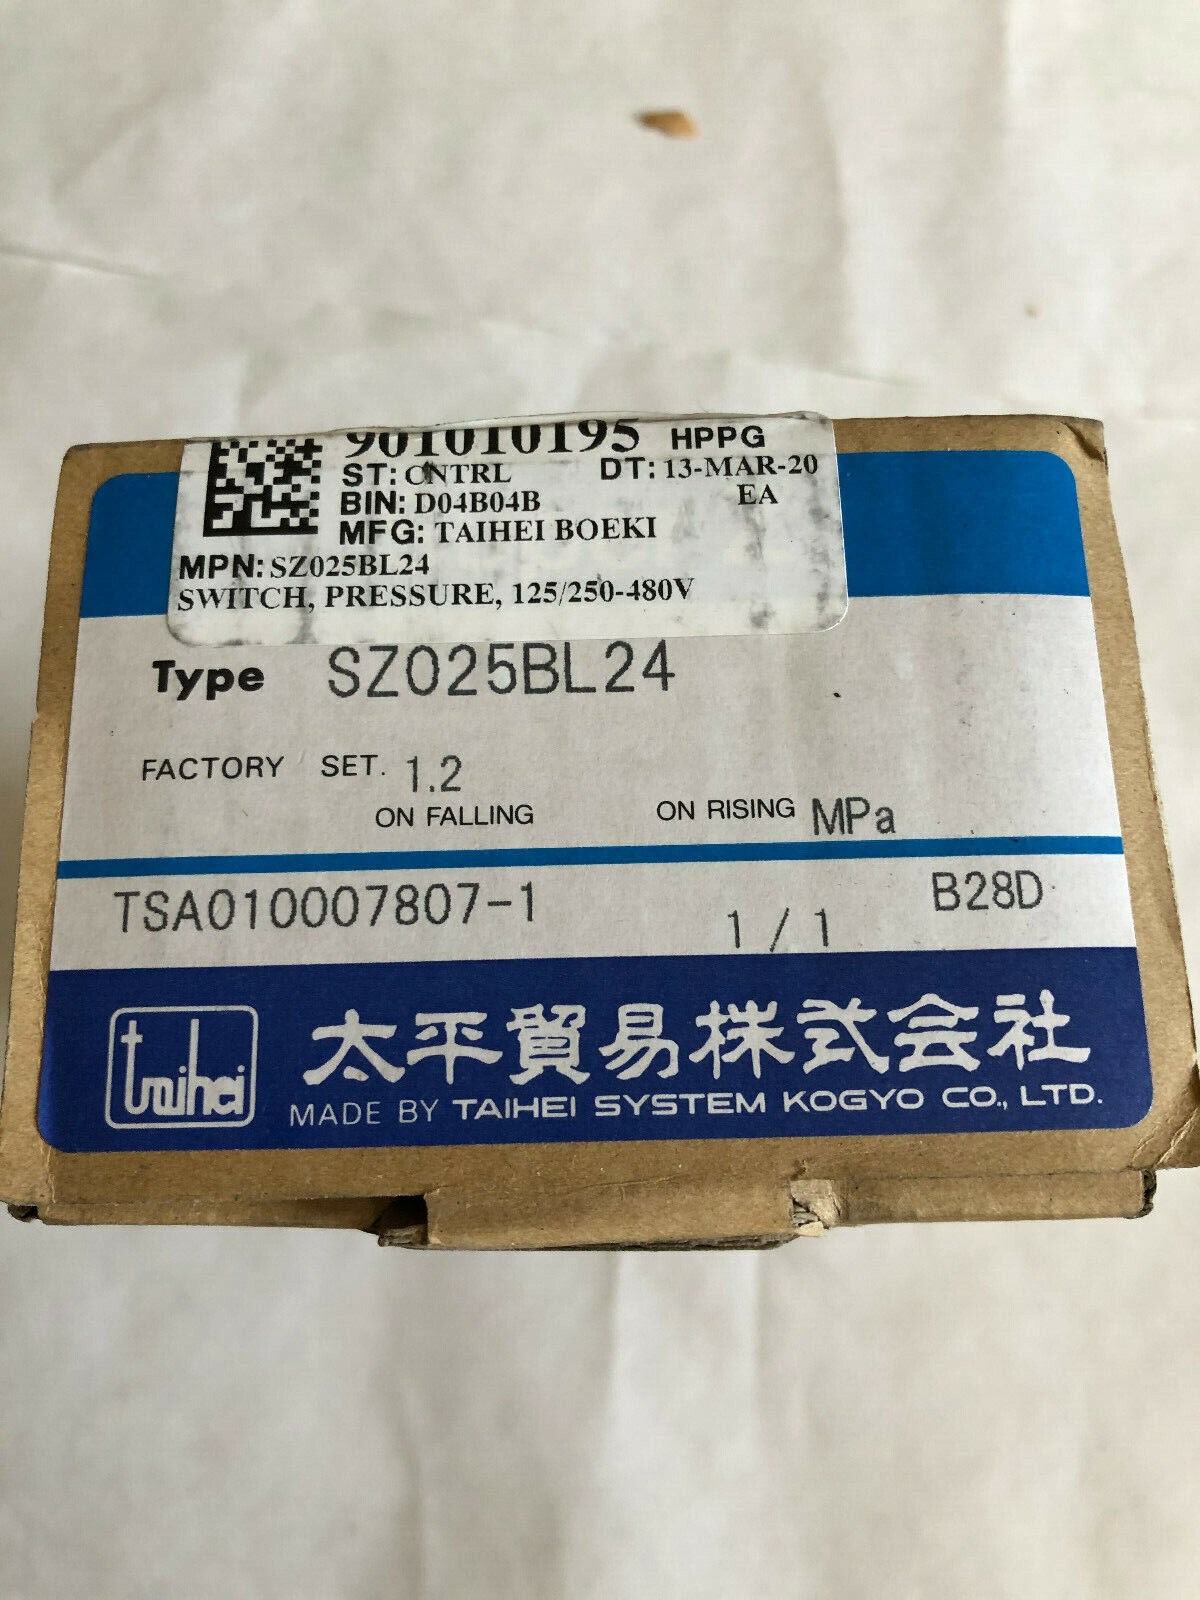 901010195 HPPG
ST: CNTRL DT: 13-MAR-20
BIN: D04B04B EA
MFG: TAIHEI BOEKI
MPN: SZ025BL24
SWITCH, PRESSURE, 125/250-480V
Type SZ025BL24
FACTORY SET. 1.2
ON FALLING ON RISING MPa
TSA010007807-1 1/1 B28D
taihei 太平貿易株式会社
MADE BY TAIHEI SYSTEM KOGYO CO., LTD.